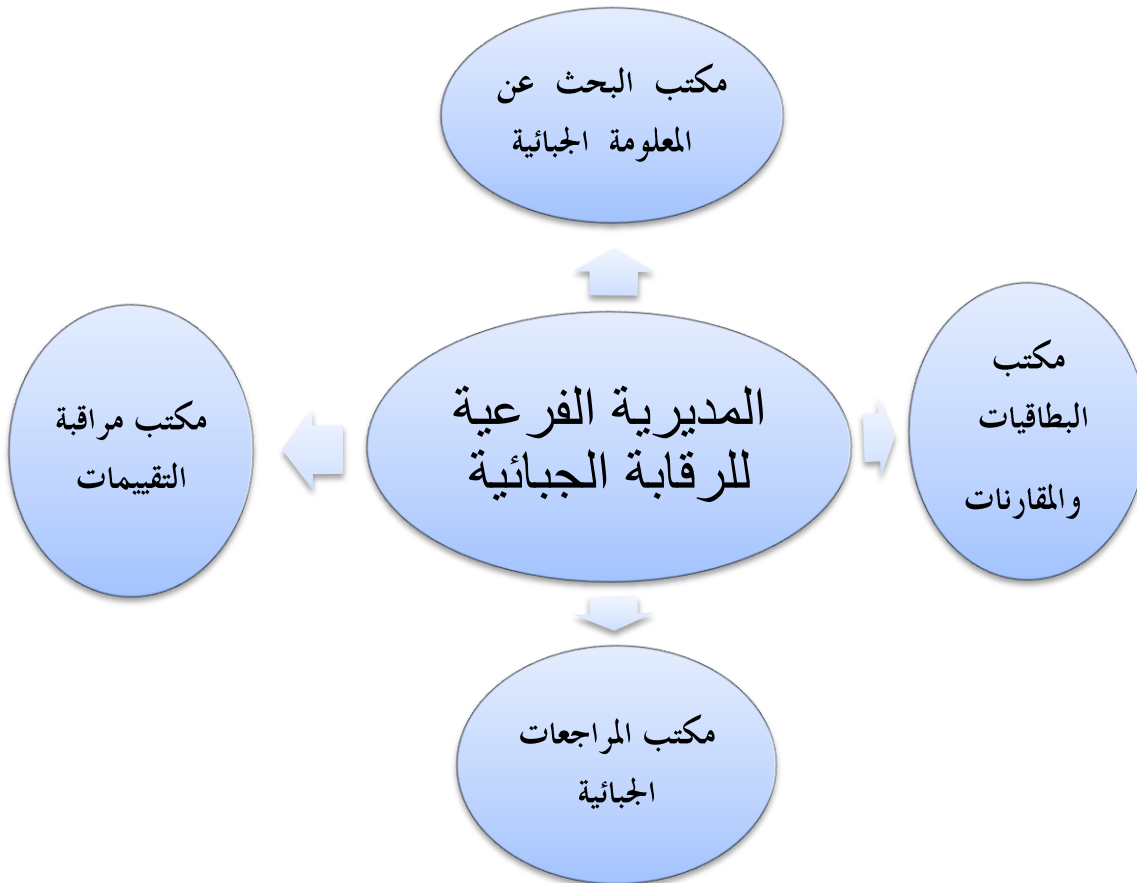 مكتب البحث عن
المعلومة الجبائية
مكتب
البطاقيات
والمقارنات
المديرية الفرعية
للرقابة الجبائية
مكتب مراقبة
التقييمات
مكتب المراجعات
الجبائية